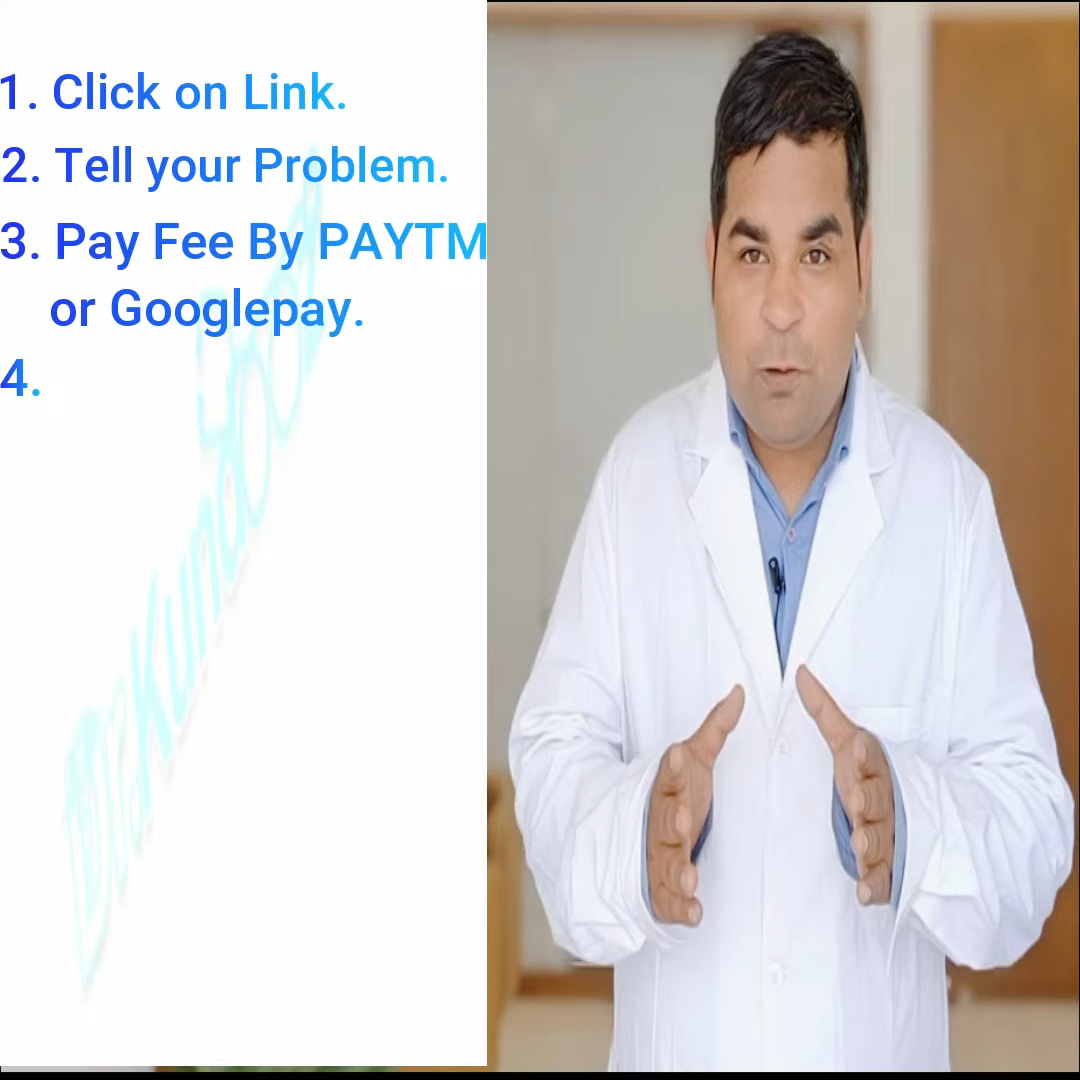 1. Click on Link.
2. Tell your Problem.
3. Pay Fee By PAYTM
or Googlepay.
4.